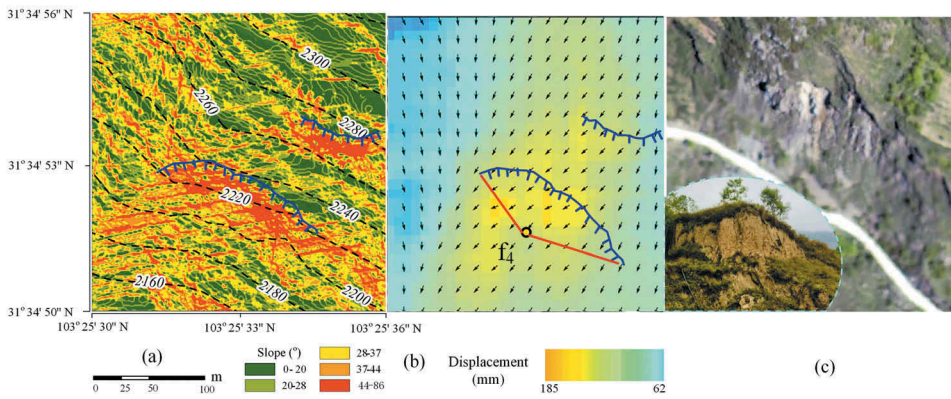 31° 34' 56" N
31° 34' 53" N
31° 34' 50" N
2300
2260
2280
2220
2240
2160
2180
2200
f4
103° 25' 30" N
103° 25' 33" N
103° 25' 36" N
(a)
(b)
(c)
0 25 50 100
m
Slope (°)
0- 20
20-28
28-37
37-44
44-86
Displacement
(mm)
185
62